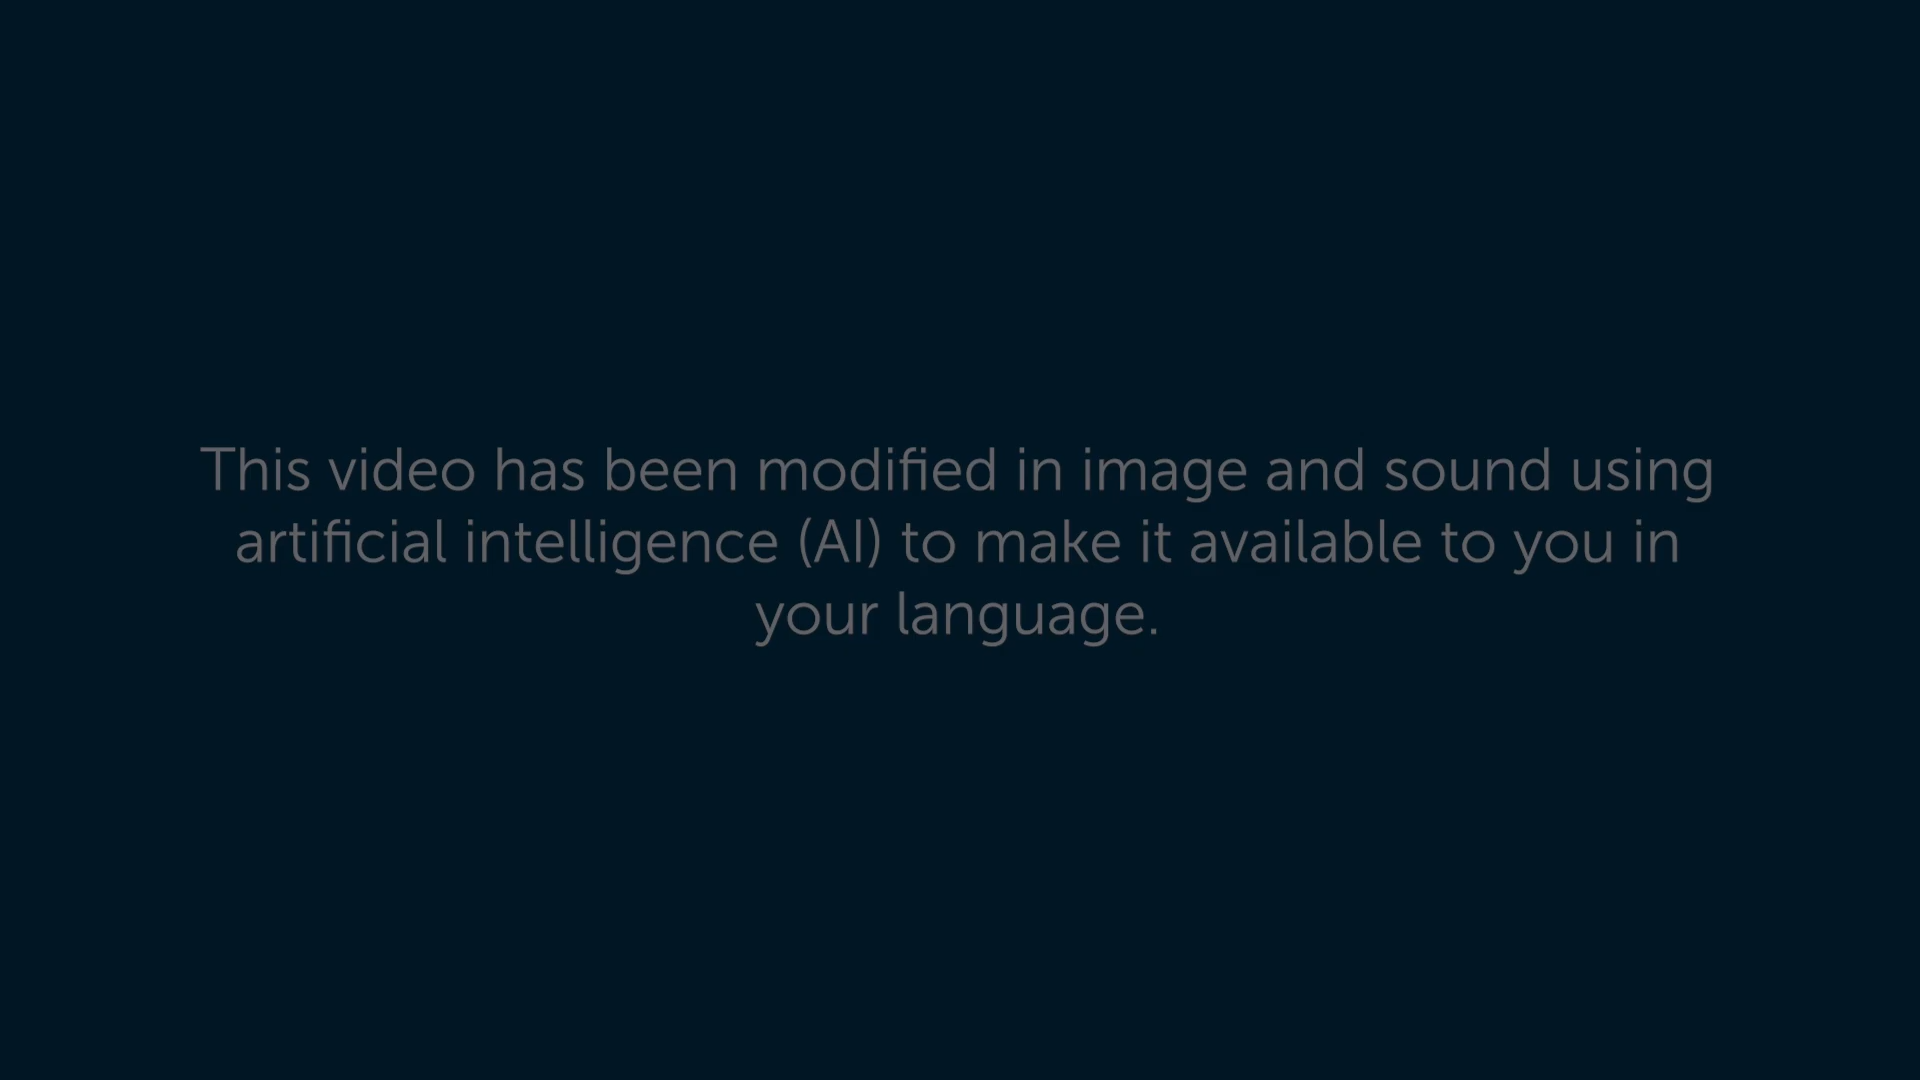 This video has been modified in image and sound using
artificial intelligence (AI) to make it available to you in
your language.